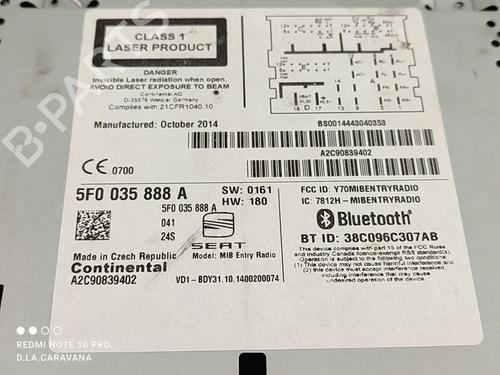 CLASS 1
LASER PRODUCT
DANGER
Invisible Laser radiation when open.
AVOID DIRECT EXPOSURE TO BEAM
Continental AG
D-35576 Wetzlar Germany
Complies with 21CFR1040.10
Manufactured: October 2014
BS0014443040353
A2C90839402
CE 0700
5F0 035 888 A
SW: 0161
HW: 180
5F0 035 888 A
041
24S
SEAT
Made in Czech Republic
Model: MIB Entry Radio
Continental
A2C90839402
VD1-BDY31.10.1400200074
FCC ID: Y70MIBENTRYRADIO
IC: 7812H-MIBENTRYRADIO
Bluetooth
BT ID: 38C096C307AB
This device complies with part 15 of the FCC Rules
and Industry Canada licence-exempt RSS standard(s).
Operation is subject to the following two conditions:
(1) this device may not cause harmful interference,
and (2) this device must accept any interference
received, including interference that may cause
undesired operation of the device.
REDMI NOTE 10 PRO
D.LA.CARAVANA
B-PARTS